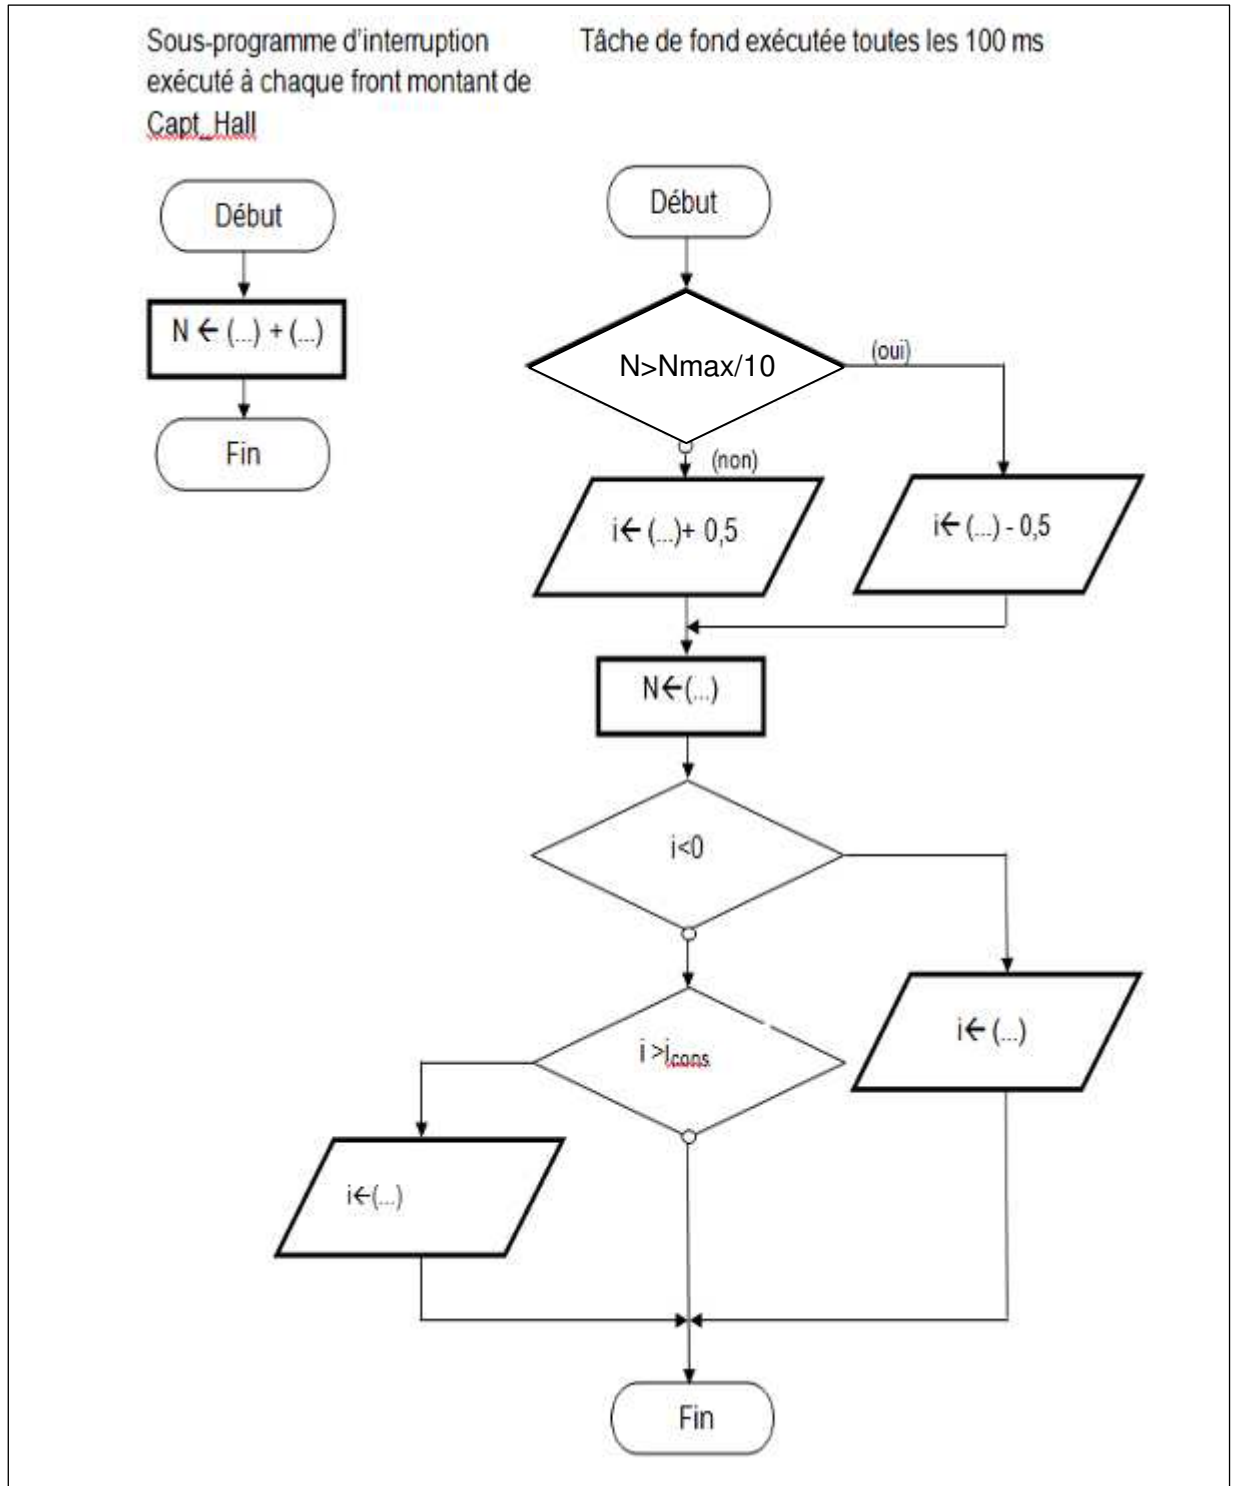 Sous-programme d'interruption
exécuté à chaque front montant de
Capt_Hall
Tâche de fond exécutée toutes les 100 ms
Début
N ← (...) + (...)
Fin
Début
N>Nmax/10
(oui)
(non)
i← (...)+ 0,5
i← (...) - 0,5
N←(...)
i<0
i >icons
i← (...)
i←(...)
Fin